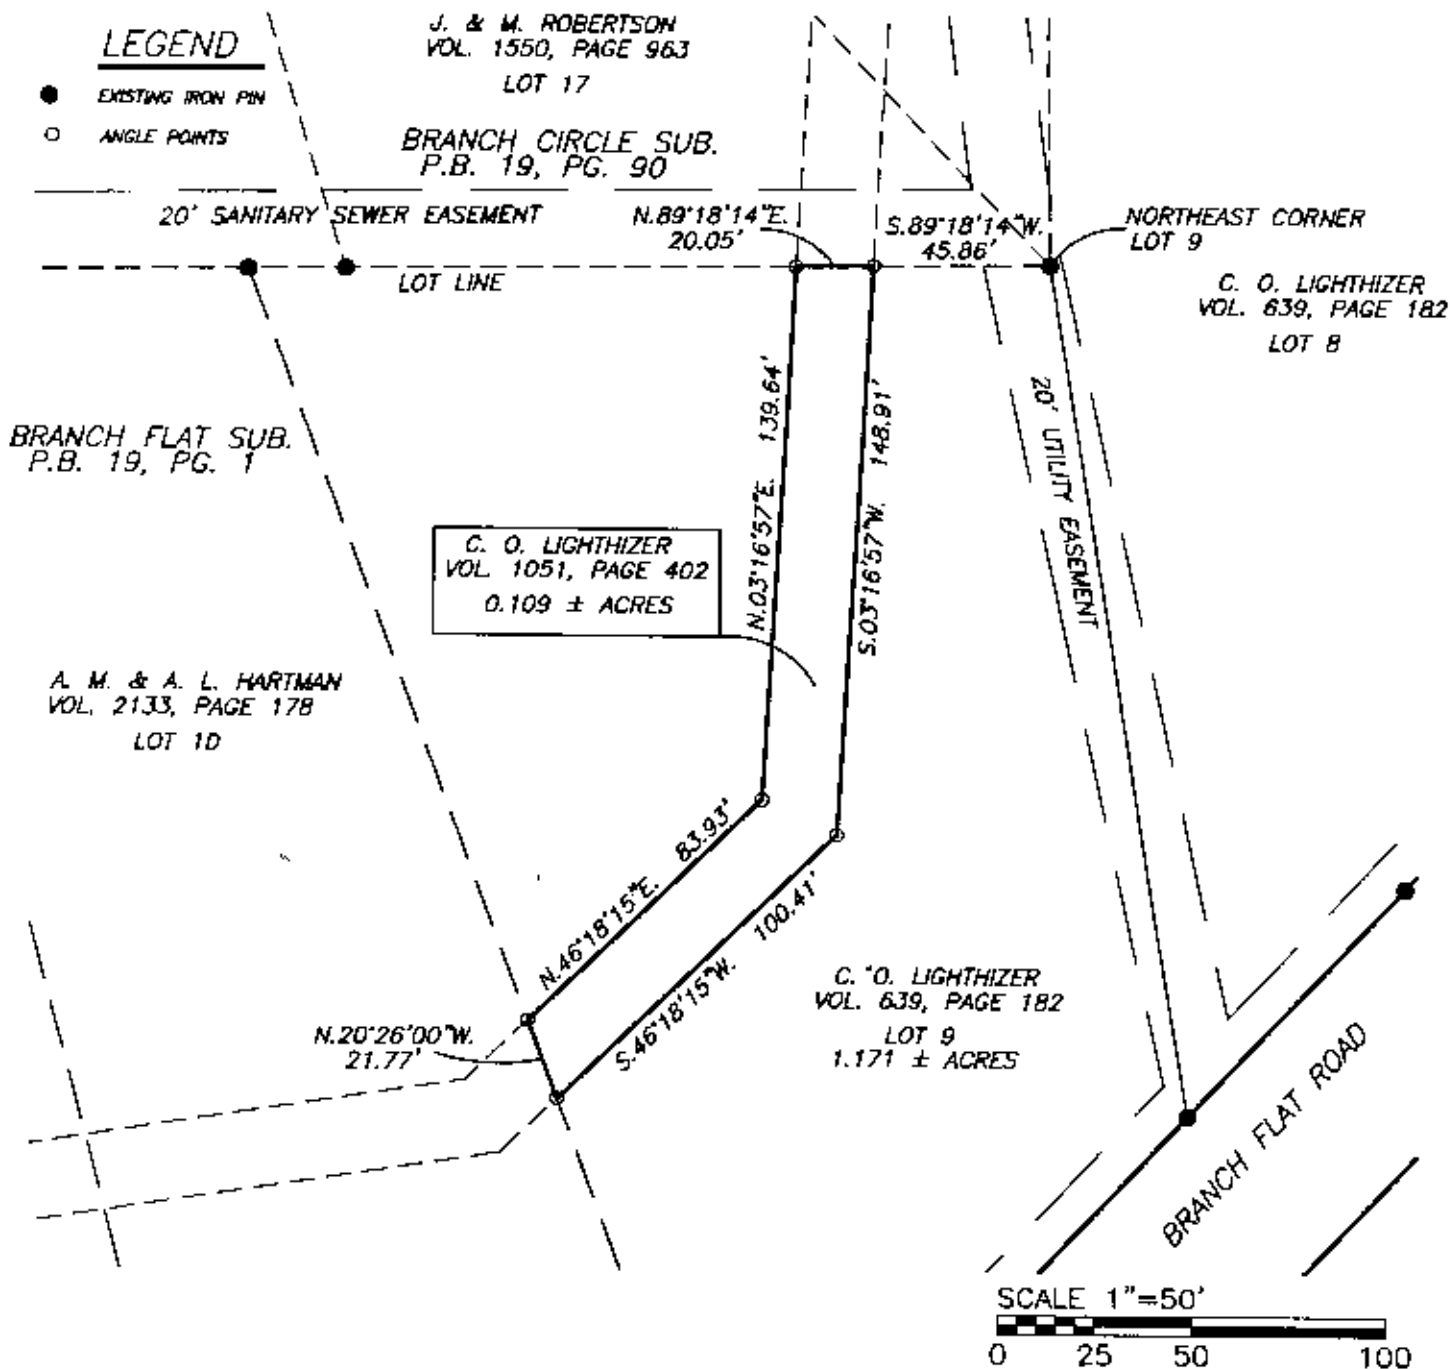 LEGEND
EXISTING IRON PIN
ANGLE POINTS
J. & M. ROBERTSON
VOL. 1550, PAGE 963
LOT 17
BRANCH CIRCLE SUB.
P.B. 19, PG. 90
20' SANITARY SEWER EASEMENT
N.89°18'14"E.
20.05'
S.89°18'14"W.
45.86'
NORTHEAST CORNER
LOT 9
LOT LINE
C. O. LIGHTHIZER
VOL. 639, PAGE 182
LOT 8
BRANCH FLAT SUB.
P.B. 19, PG. 1
N.03°16'57"E. 139.64'
S.03°16'57"W. 148.91'
20' UTILITY EASEMENT
C. O. LIGHTHIZER
VOL. 1051, PAGE 402
0.109 ± ACRES
A. M. & A. L. HARTMAN
VOL. 2133, PAGE 178
LOT 10
N.46°18'15"E. 83.93'
S.46°18'15"W. 100.41'
N.20°26'00"W.
21.77'
C. O. LIGHTHIZER
VOL. 639, PAGE 182
LOT 9
1.171 ± ACRES
BRANCH FLAT ROAD
SCALE 1"=50'
0 25 50 100